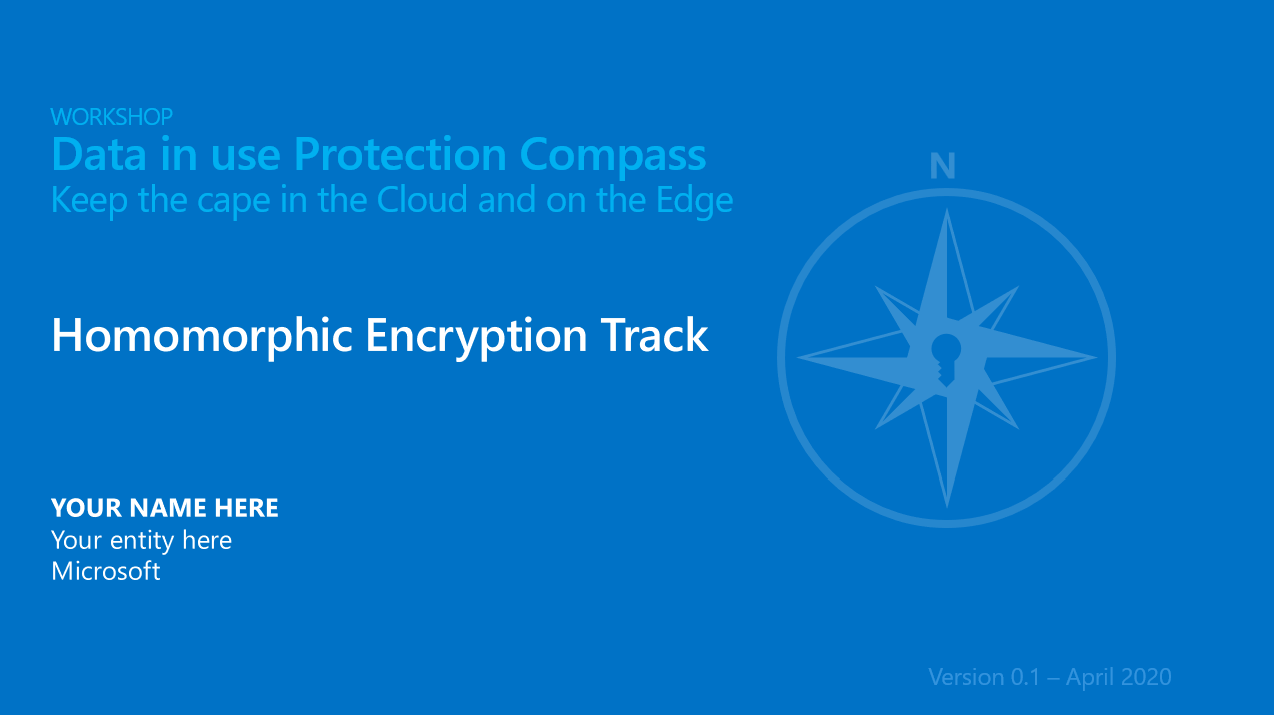 WORKSHOP
Data in use Protection Compass
Keep the cape in the Cloud and on the Edge
N
Homomorphic Encryption Track
YOUR NAME HERE
Your entity here
Microsoft
Version 0.1 – April 2020